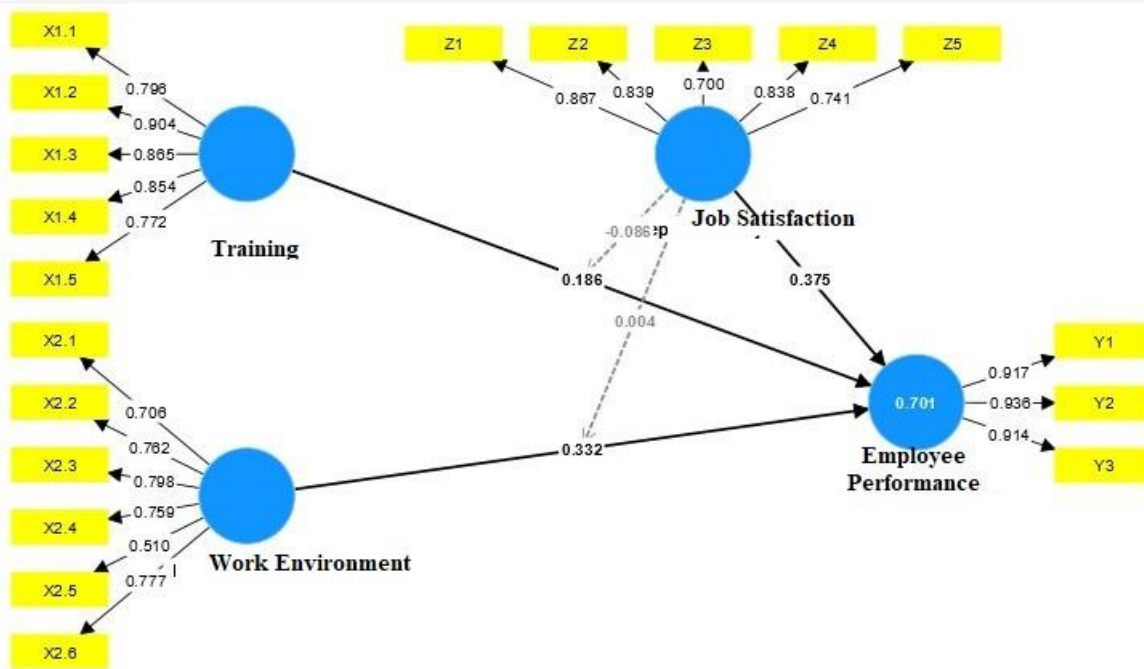 X1.1
X1.2
X1.3
X1.4
X1.5
0.796
0.904
0.865
0.854
0.772
Training
Z1 Z2 Z3 Z4 Z5
0.867 0.839 0.700 0.838 0.741
Job Satisfaction
-0.086
0.186
0.375
0.004
X2.1
X2.2
X2.3
X2.4
X2.5
X2.6
0.706
0.762
0.798
0.759
0.510
0.777
Work Environment
0.332
0.701
Employee
Performance
0.917
0.936
0.914
Y1
Y2
Y3